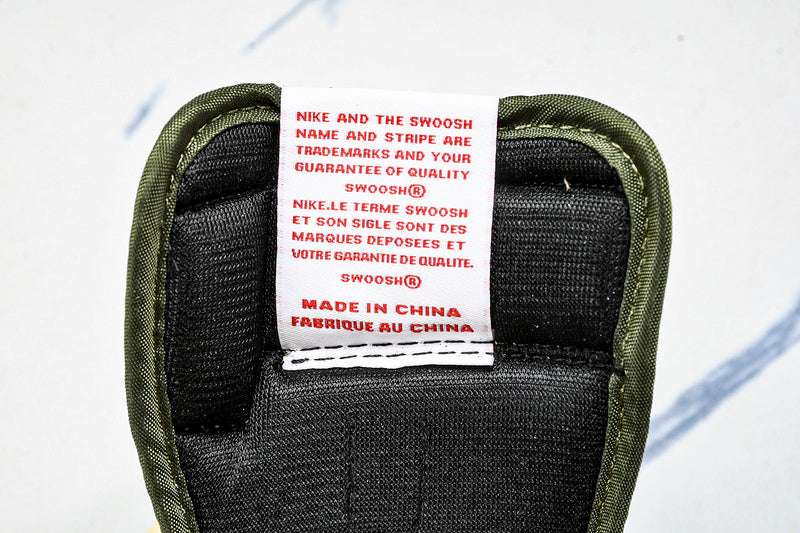 NIKE AND THE SWOOSH
NAME AND STRIPE ARE
TRADEMARKS AND YOUR
GUARANTEE OF QUALITY
SWOOSH®
NIKE.LE TERME SWOOSH
ET SON SIGLE SONT DES
MARQUES DEPOSEES ET
VOTRE GARANTIE DE QUALITE.
SWOOSH®
MADE IN CHINA
FABRIQUE AU CHINA